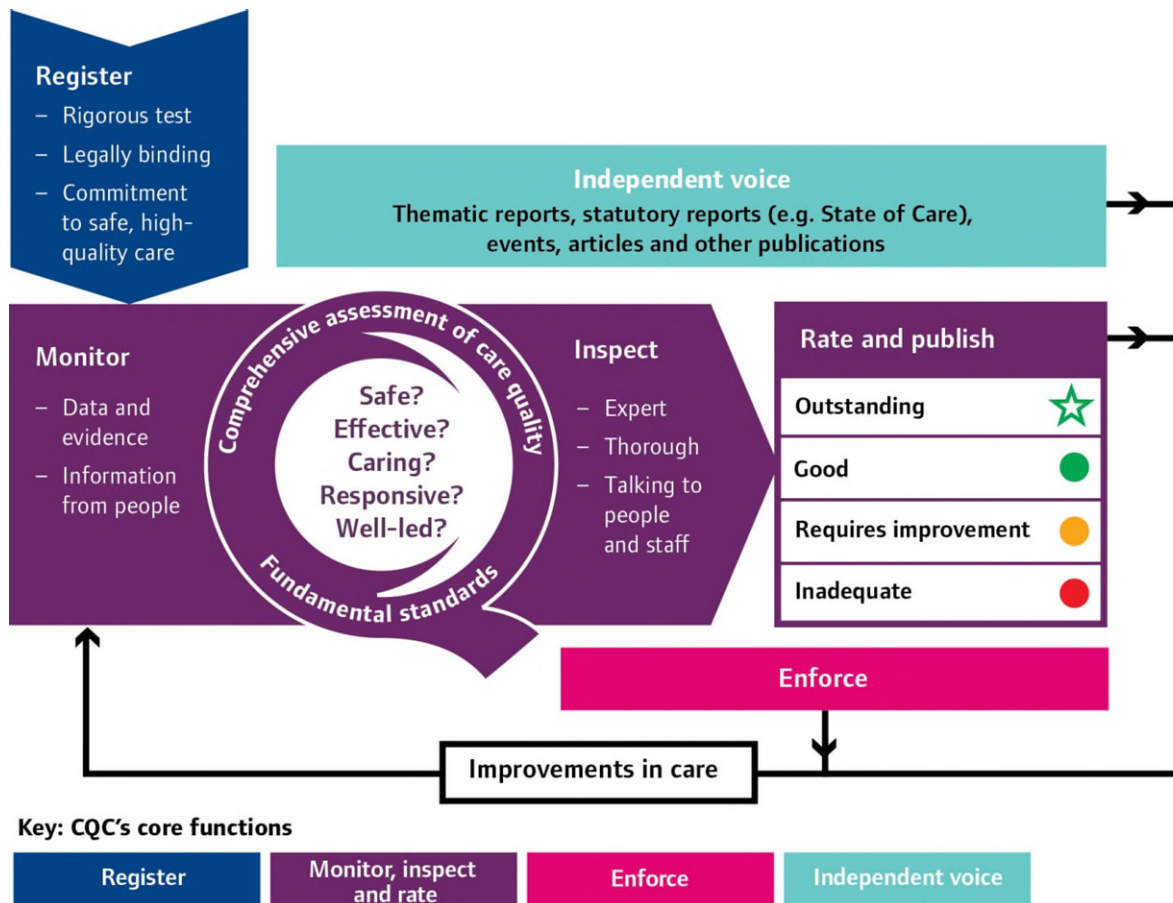 Register
– Rigorous test
– Legally binding
– Commitment
to safe, high-
quality care
Independent voice
Thematic reports, statutory reports (e.g. State of Care),
events, articles and other publications
Monitor
– Data and
evidence
– Information
from people
Comprehensive assessment of care quality
Safe?
Effective?
Caring?
Responsive?
Well-led?
Fundamental standards
Inspect
– Expert
– Thorough
– Talking to
people
and staff
Rate and publish
Outstanding
Good
Requires improvement
Inadequate
Enforce
Improvements in care
Key: CQC’s core functions
Register
Monitor, inspect
and rate
Enforce
Independent voice